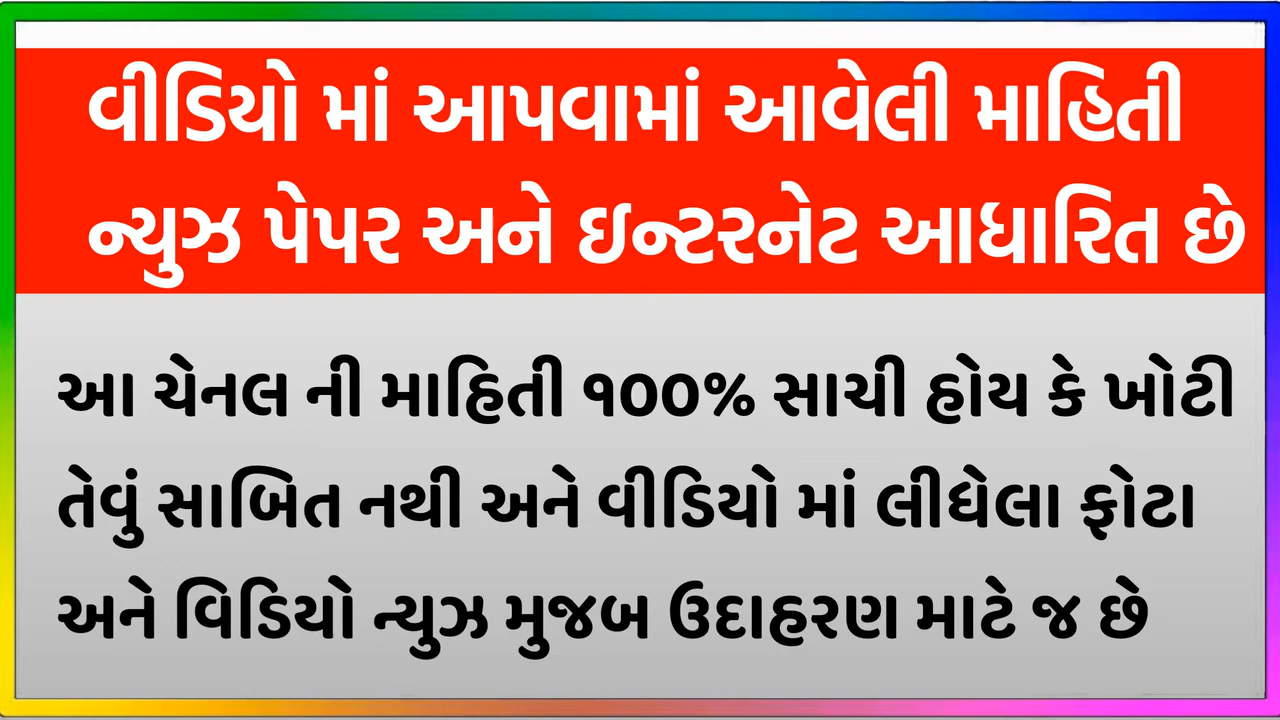 વીડિયો માં આપવામાં આવેલી માહિતી
ન્યુઝ પેપર અને ઇન્ટરનેટ આધારિત છે
આ ચેનલ ની માહિતી ૧00% સાચી હોય કે ખોટી
તેવું સાબિત નથી અને વીડિયો માં લીધેલા ફોટા
અને વિડિયો ન્યુઝ મુજબ ઉદાહરણ માટે જ છે